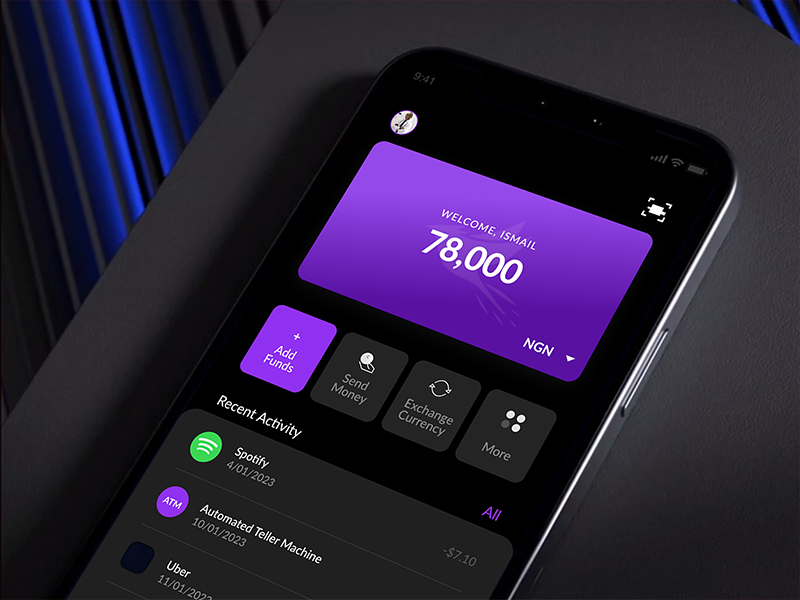 9:41
WELCOME, ISMAIL
78,000
NGN
+
Add
Funds
Send
Money
Exchange
Currency
More
Recent Activity
All
Spotify
4/01/2023
-$7.10
ATM
Automated Teller Machine
10/01/2023
Uber
11/01/2023